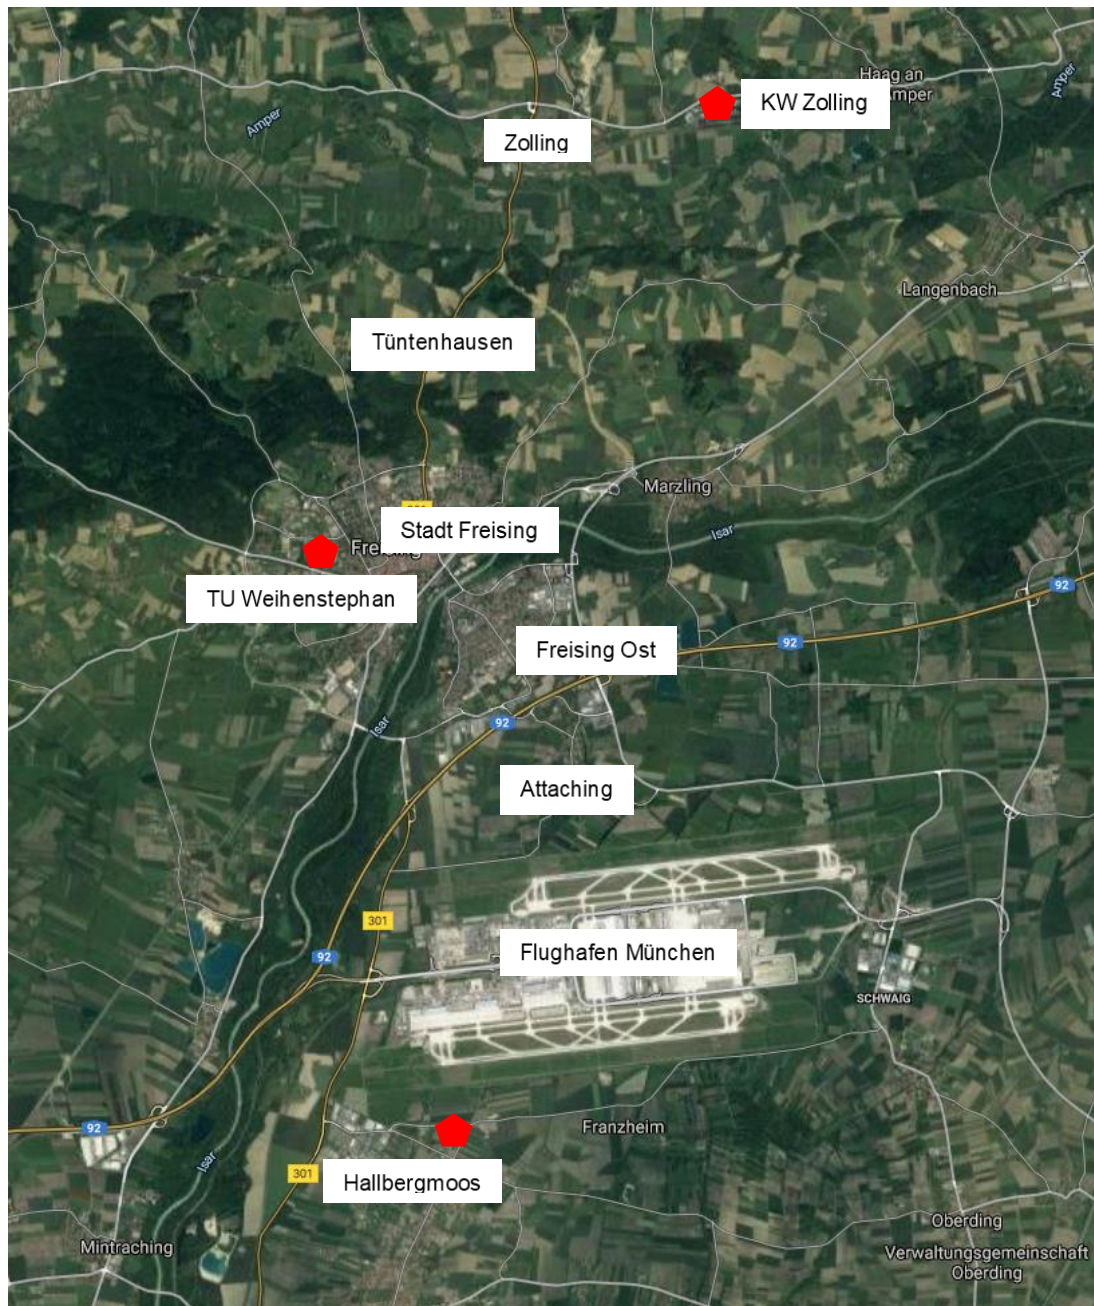 Haag an
Amper
KW Zolling
Amper
Amper
Zolling
Langenbach
Tüntenhausen
Marzling
Stadt Freising
Isar
Freising
92
TU Weihenstephan
Freising Ost
92
92
Isar
Attaching
301
Flughafen München
92
SCHWAIG
92
Franzheim
Isar
301
Hallbergmoos
Oberding
Mintraching
Verwaltungsgemeinschaft
Oberding